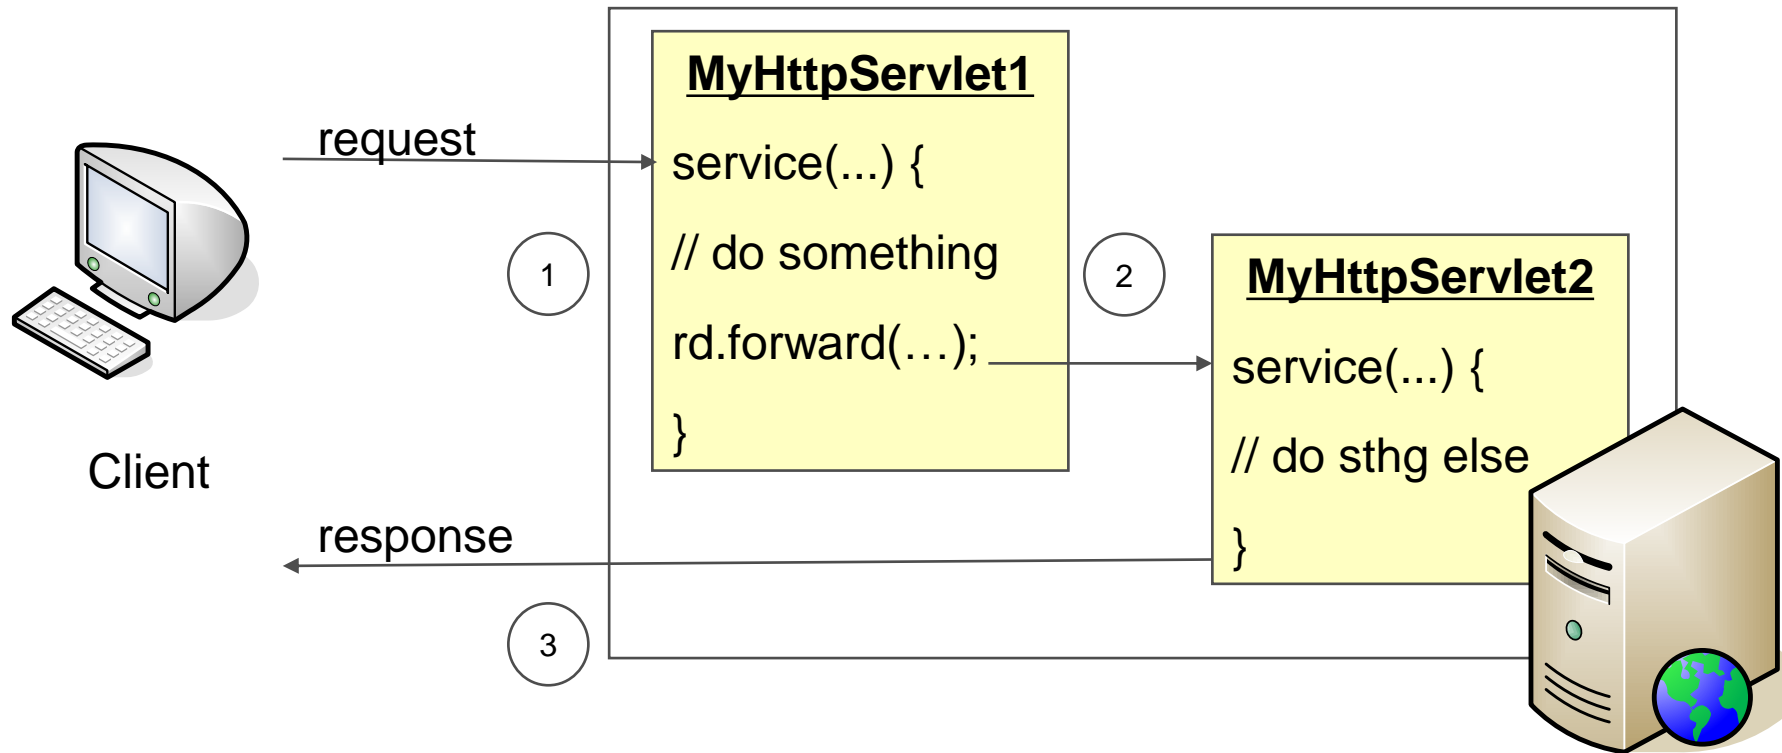 MyHttpServlet1
request
service(...) {
// do something
1
2
rd.forward(…);
}
MyHttpServlet2
service(...) {
// do sthg else
}
Client
response
3